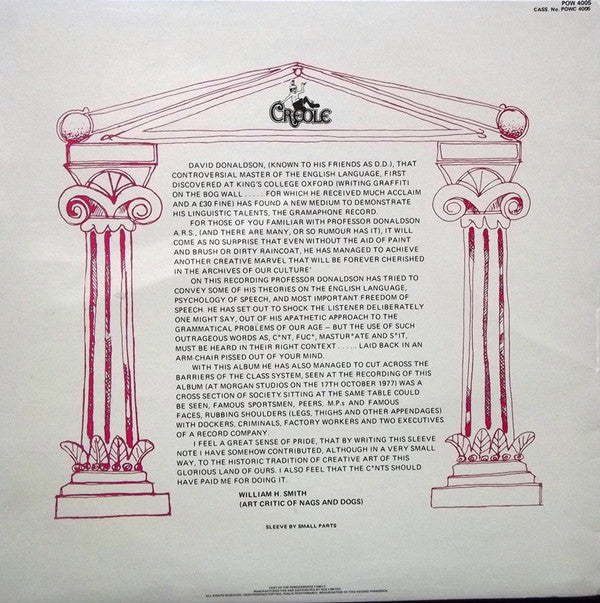 POW 4005
CASS. No. POWC 4005
CREOLE
DAVID DONALDSON, (KNOWN TO HIS FRIENDS AS D.D.), THAT
CONTROVERSIAL MASTER OF THE ENGLISH LANGUAGE, FIRST
DISCOVERED AT KING'S COLLEGE OXFORD (WRITING GRAFFITI
ON THE BOG WALL ..... FOR WHICH HE RECEIVED MUCH ACCLAIM
AND A £30 FINE) HAS FOUND A NEW MEDIUM TO DEMONSTRATE
HIS LINGUISTIC TALENTS, THE GRAMAPHONE RECORD.
FOR THOSE OF YOU FAMILIAR WITH PROFESSOR DONALDSON
A.R.S., (AND THERE ARE MANY, OR SO RUMOUR HAS IT), IT WILL
COME AS NO SURPRISE THAT EVEN WITHOUT THE AID OF PAINT
AND BRUSH OR DIRTY RAINCOAT, HE HAS MANAGED TO ACHIEVE
ANOTHER CREATIVE MARVEL THAT WILL BE FOREVER CHERISHED
IN THE ARCHIVES OF OUR CULTURE'
ON THIS RECORDING PROFESSOR DONALDSON HAS TRIED TO
CONVEY SOME OF HIS THEORIES ON THE ENGLISH LANGUAGE,
PSYCHOLOGY OF SPEECH, AND MOST IMPORTANT FREEDOM OF
SPEECH. HE HAS SET OUT TO SHOCK THE LISTENER DELIBERATELY
ONE MIGHT SAY, OUT OF HIS APATHETIC APPROACH TO THE
GRAMMATICAL PROBLEMS OF OUR AGE – BUT THE USE OF SUCH
OUTRAGEOUS WORDS AS, C*NT, FUC*, MASTUR*ATE AND S*IT,
MUST BE HEARD IN THEIR RIGHT CONTEXT ..... LAID BACK IN AN
ARM-CHAIR PISSED OUT OF YOUR MIND.
WITH THIS ALBUM HE HAS ALSO MANAGED TO CUT ACROSS THE
BARRIERS OF THE CLASS SYSTEM, SEEN AT THE RECORDING OF THIS
ALBUM (AT MORGAN STUDIOS ON THE 17TH OCTOBER 1977) WAS A
CROSS SECTION OF SOCIETY. SITTING AT THE SAME TABLE COULD
BE SEEN, FAMOUS SPORTSMEN, PEERS, M.P.s AND FAMOUS
FACES, RUBBING SHOULDERS (LEGS, THIGHS AND OTHER APPENDAGES)
WITH DOCKERS, CRIMINALS, FACTORY WORKERS AND TWO EXECUTIVES
OF A RECORD COMPANY.
I FEEL A GREAT SENSE OF PRIDE, THAT BY WRITING THIS SLEEVE
NOTE I HAVE SOMEHOW CONTRIBUTED, ALTHOUGH IN A VERY SMALL
WAY, TO THE HISTORIC TRADITION OF CREATIVE ART OF THIS
GLORIOUS LAND OF OURS. I ALSO FEEL THAT THE C*NTS SHOULD
HAVE PAID ME FOR DOING IT.
WILLIAM H. SMITH
(ART CRITIC OF NAGS AND DOGS)
SLEEVE BY SMALL PARTS